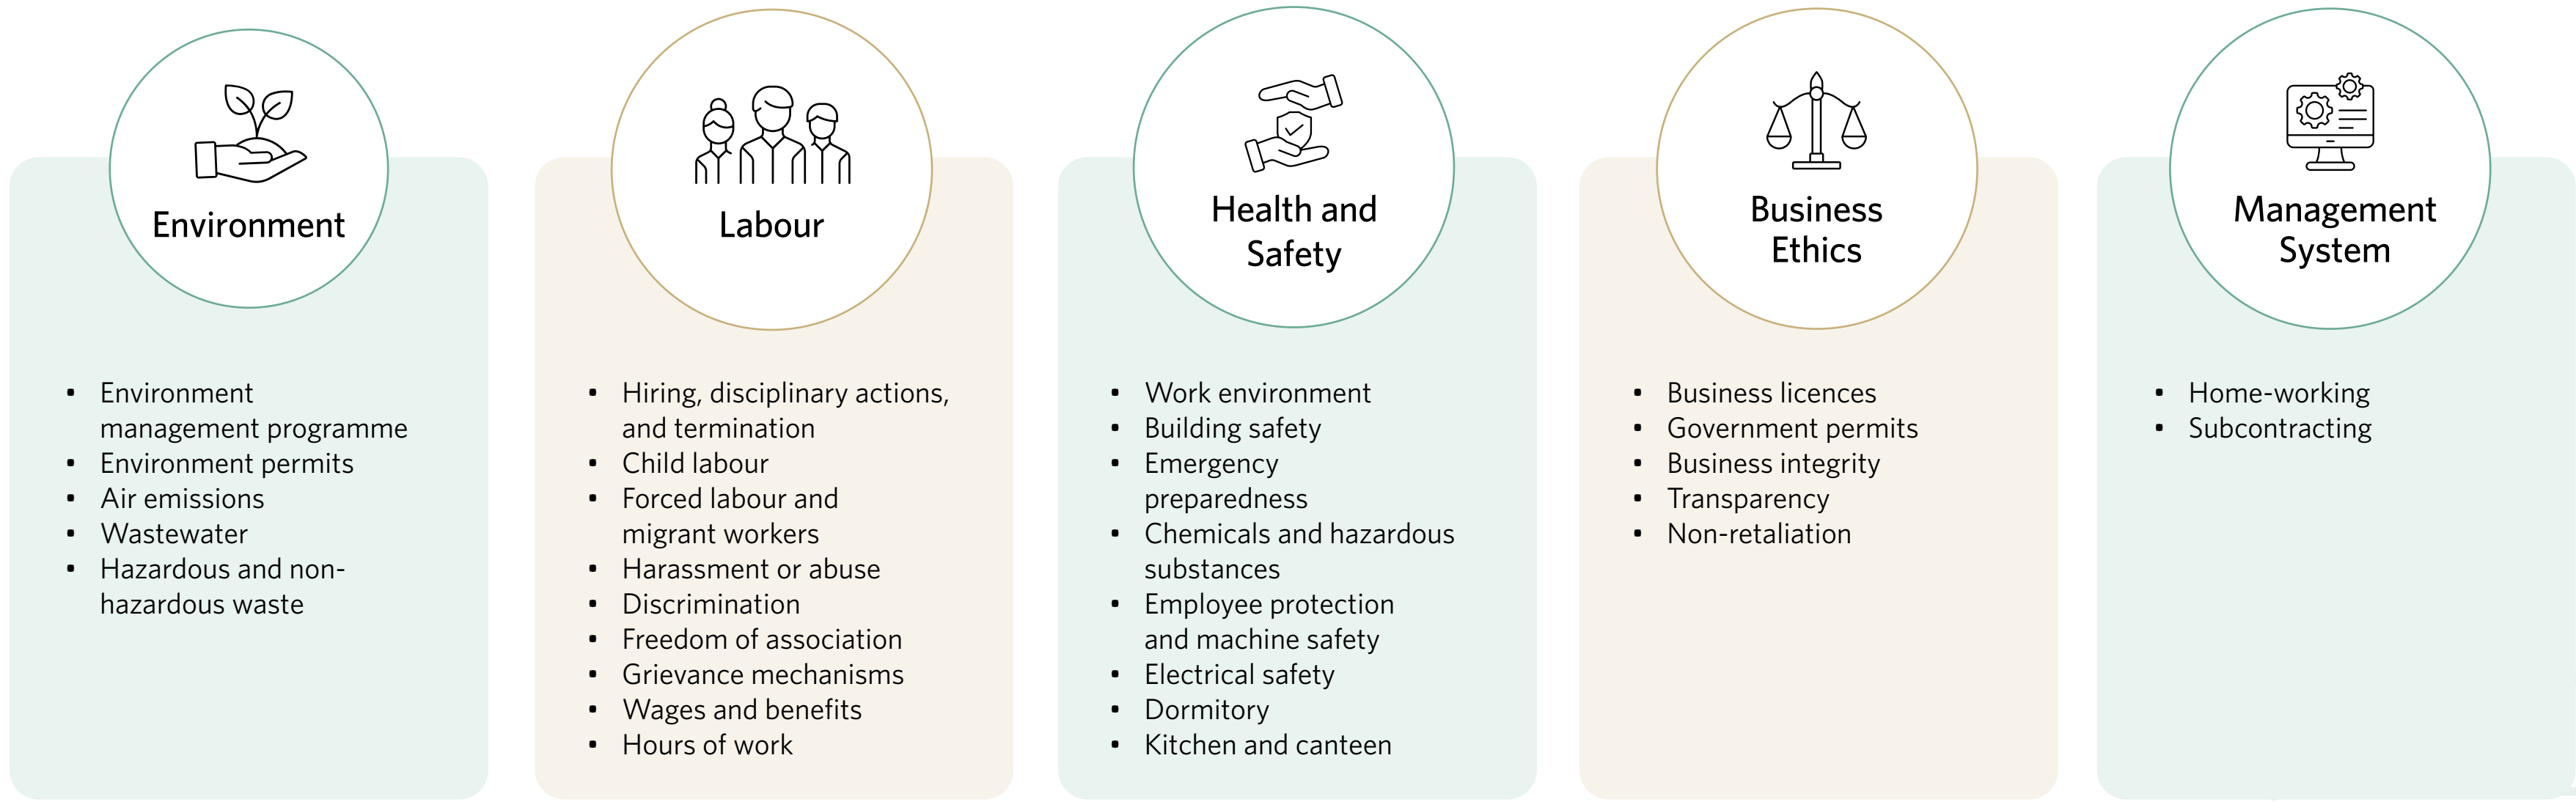 Environment
• Environment
management programme
• Environment permits
• Air emissions
• Wastewater
• Hazardous and non-
hazardous waste
Labour
• Hiring, disciplinary actions,
and termination
• Child labour
• Forced labour and
migrant workers
• Harassment or abuse
• Discrimination
• Freedom of association
• Grievance mechanisms
• Wages and benefits
• Hours of work
Health and
Safety
• Work environment
• Building safety
• Emergency
preparedness
• Chemicals and hazardous
substances
• Employee protection
and machine safety
• Electrical safety
• Dormitory
• Kitchen and canteen
Business
Ethics
• Business licences
• Government permits
• Business integrity
• Transparency
• Non-retaliation
Management
System
• Home-working
• Subcontracting